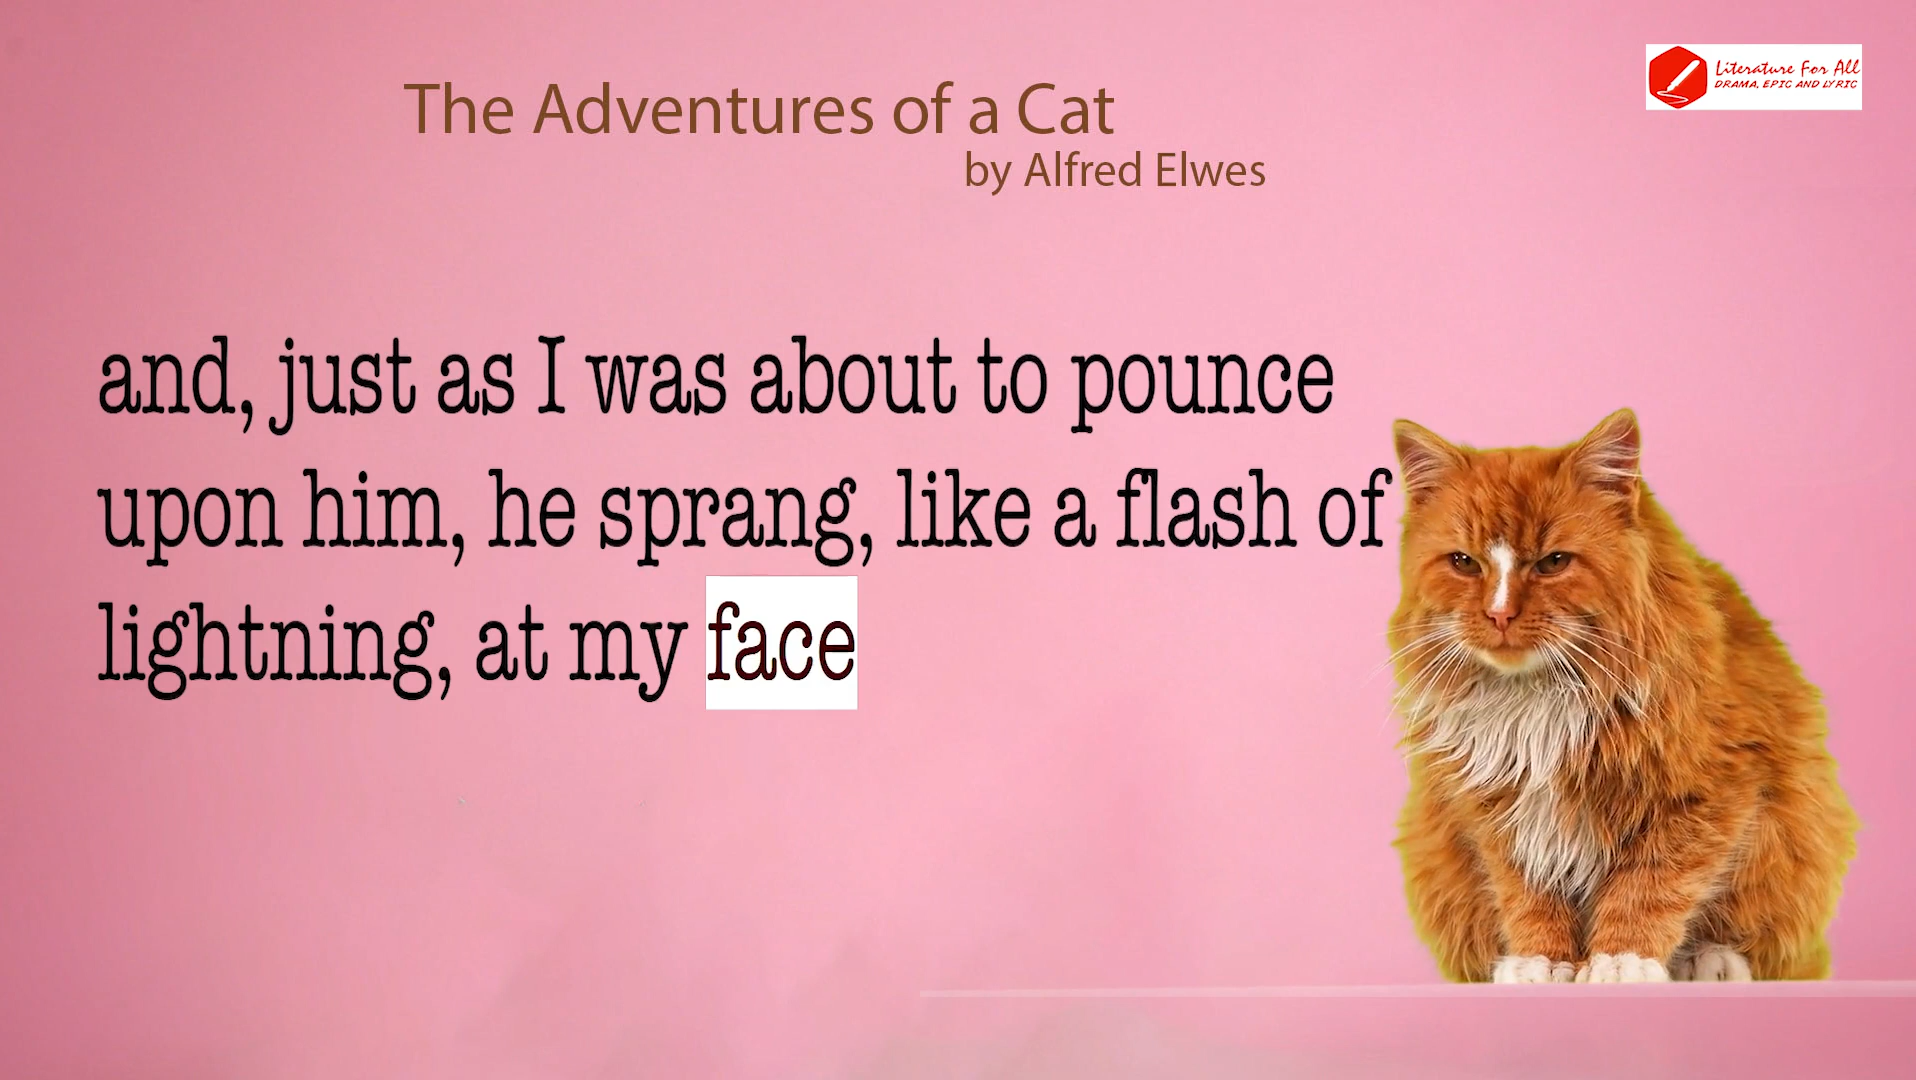 The Adventures of a Cat
by Alfred Elwes
Literature For All
DRAMA, EPIC AND LYRIC
and, just as I was about to pounce
upon him, he sprang, like a flash of
lightning, at my face